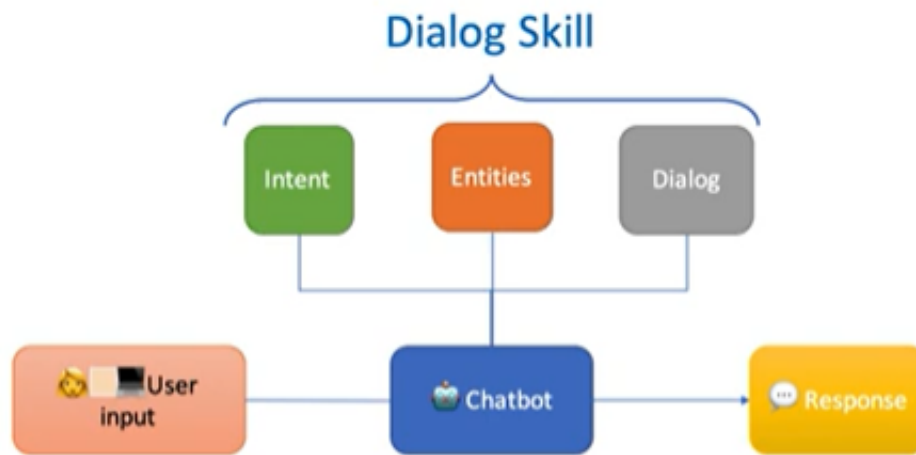 Dialog Skill
Intent
Entities
Dialog
User
input
Chatbot
Response